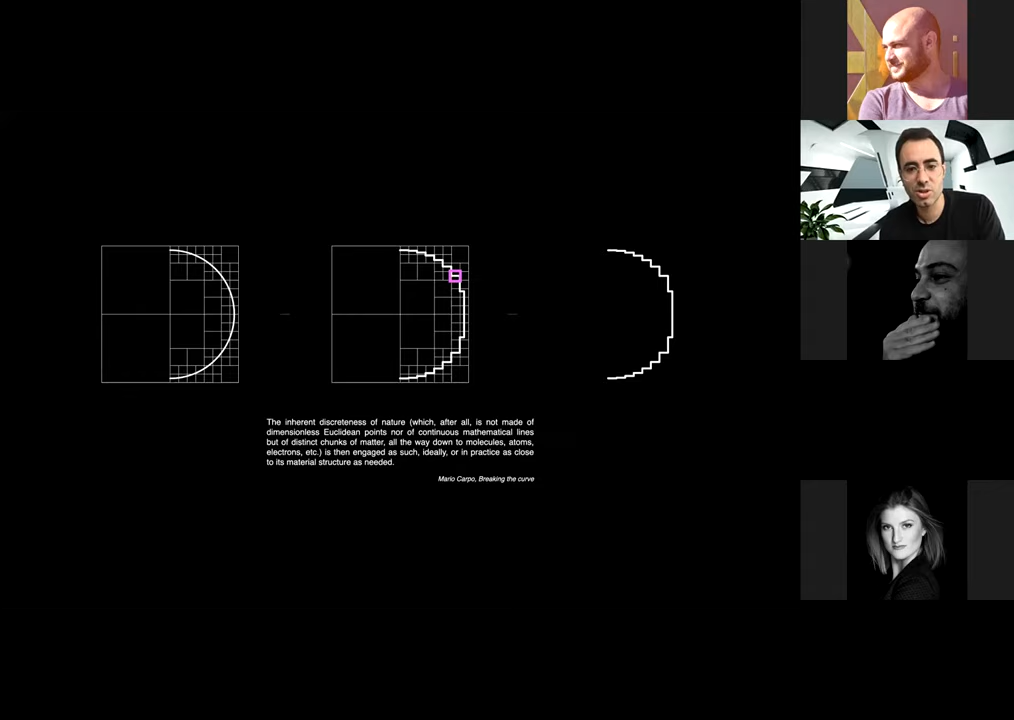 The inherent discreteness of nature (which, after all, is not made of
dimensionless Euclidean points nor of continuous mathematical lines
but of distinct chunks of matter, all the way down to molecules, atoms,
electrons, etc.) is then engaged as such, ideally, or in practice as close
to its material structure as needed.
Mario Carpo, Breaking the curve